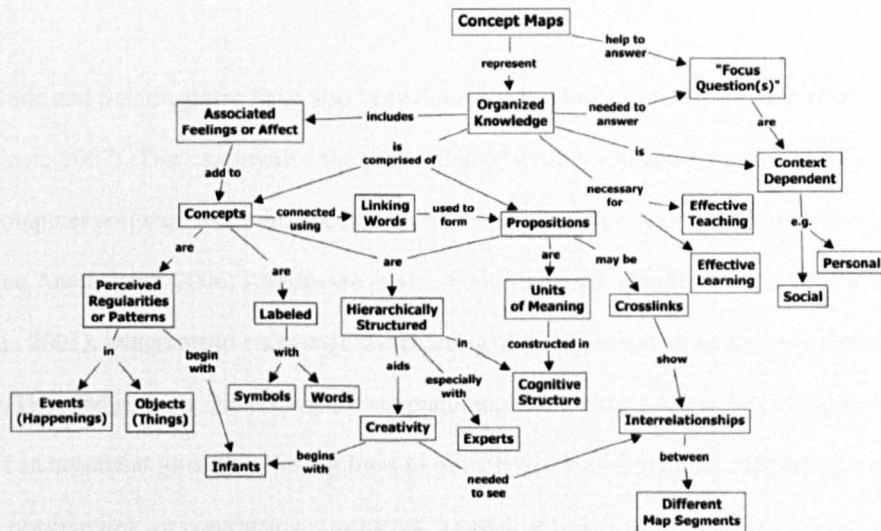 Concept Maps
help to
answer
represent
"Focus
Question(s)"
Associated
Feelings or Affect
includes
Organized
Knowledge
needed to
answer
are
is
comprised of
is
Context
Dependent
add to
necessary
for
Concepts
connected
using
Linking
Words
used to
form
Propositions
Effective
Teaching
e.g.
are
are
are
are
may be
Effective
Learning
Personal
Social
Perceived
Regularities
or Patterns
Labeled
Hierarchically
Structured
Units
of Meaning
Crosslinks
in
begin
with
with
aids
in
especially
with
constructed in
show
Symbols
Words
Cognitive
Structure
Events
(Happenings)
Objects
(Things)
Creativity
Experts
Interrelationships
Infants
begins
with
needed
to see
between
Different
Map Segments